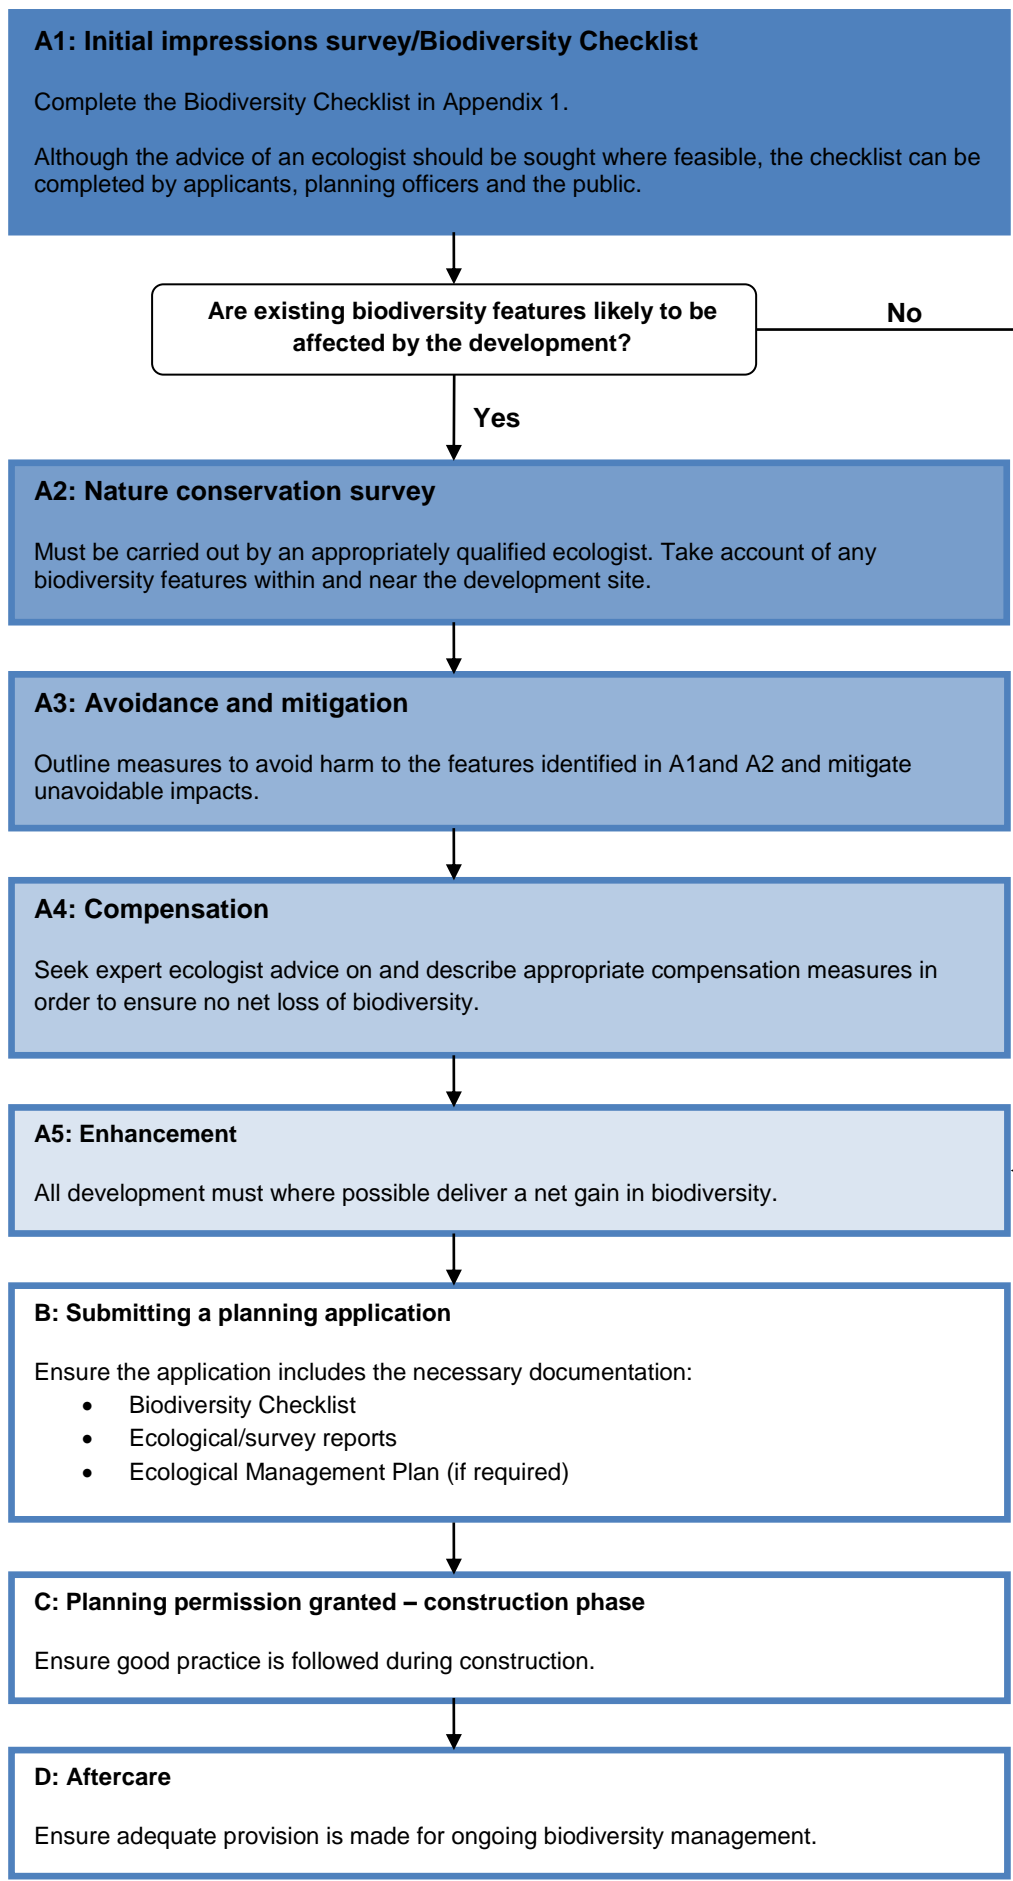 A1: Initial impressions survey/Biodiversity Checklist
Complete the Biodiversity Checklist in Appendix 1.
Although the advice of an ecologist should be sought where feasible, the checklist can be
completed by applicants, planning officers and the public.
Are existing biodiversity features likely to be
affected by the development?
No
Yes
A2: Nature conservation survey
Must be carried out by an appropriately qualified ecologist. Take account of any
biodiversity features within and near the development site.
A3: Avoidance and mitigation
Outline measures to avoid harm to the features identified in A1and A2 and mitigate
unavoidable impacts.
A4: Compensation
Seek expert ecologist advice on and describe appropriate compensation measures in
order to ensure no net loss of biodiversity.
A5: Enhancement
All development must where possible deliver a net gain in biodiversity.
B: Submitting a planning application
Ensure the application includes the necessary documentation:
• Biodiversity Checklist
• Ecological/survey reports
• Ecological Management Plan (if required)
C: Planning permission granted – construction phase
Ensure good practice is followed during construction.
D: Aftercare
Ensure adequate provision is made for ongoing biodiversity management.